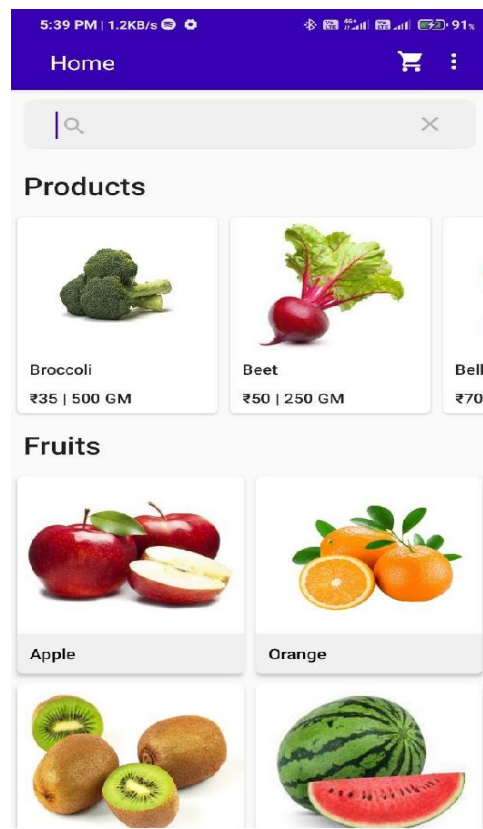 5:39 PM | 1.2KB/s 91%
Home
Products
Broccoli
₹35 | 500 GM
Beet
₹50 | 250 GM
Bell
₹70
Fruits
Apple
Orange